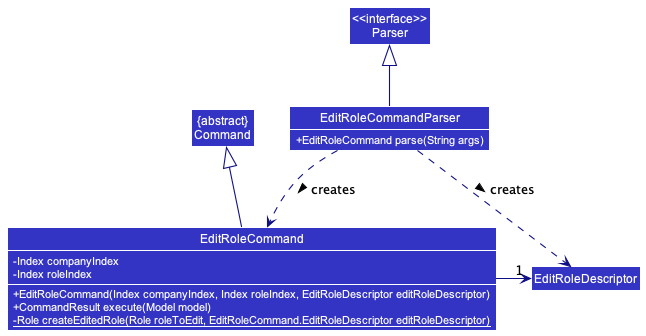 <<interface>>
Parser
{abstract}
Command
EditRoleCommandParser
+EditRoleCommand parse(String args)
creates
creates
EditRoleCommand
-Index companyIndex
-Index roleIndex
+EditRoleCommand(Index companyIndex, Index roleIndex, EditRoleDescriptor editRoleDescriptor)
+CommandResult execute(Model model)
-Role createEditedRole(Role roleToEdit, EditRoleCommand.EditRoleDescriptor editRoleDescriptor)
1
EditRoleDescriptor